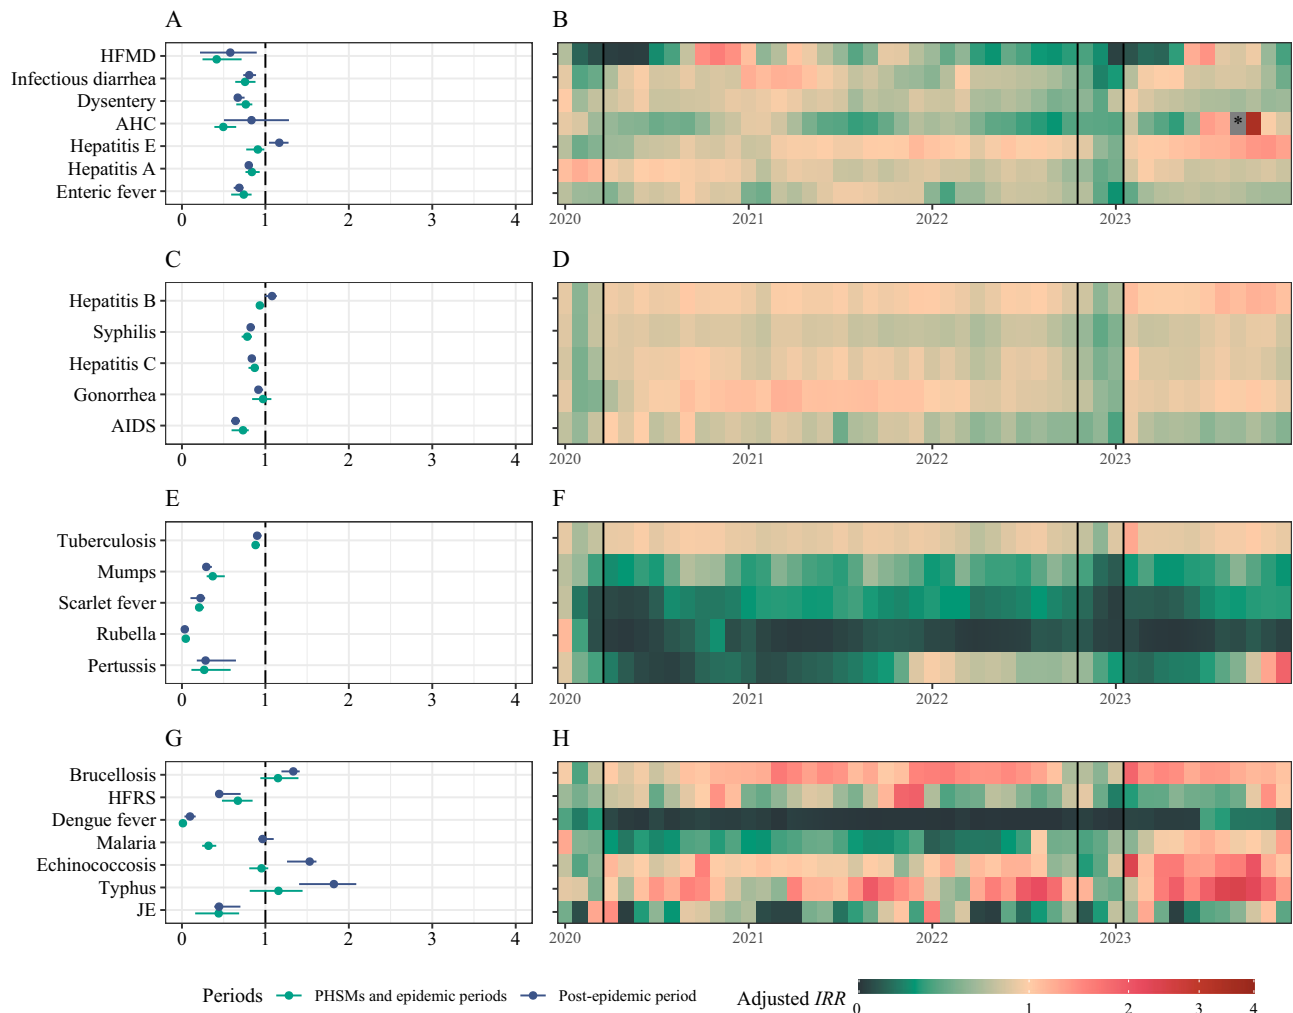 A
B
HFMD
Infectious diarrhea
Dysentery
AHC
*
Hepatitis E
Hepatitis A
Enteric fever
0 1 2 3 4
2020 2021 2022 2023
C
D
Hepatitis B
Syphilis
Hepatitis C
Gonorrhea
AIDS
0 1 2 3 4
2020 2021 2022 2023
E
F
Tuberculosis
Mumps
Scarlet fever
Rubella
Pertussis
0 1 2 3 4
2020 2021 2022 2023
G
H
Brucellosis
HFRS
Dengue fever
Malaria
Echinococcosis
Typhus
JE
0 1 2 3 4
2020 2021 2022 2023
Periods PHSMs and epidemic periods Post-epidemic period
Adjusted IRR
0 1 2 3 4